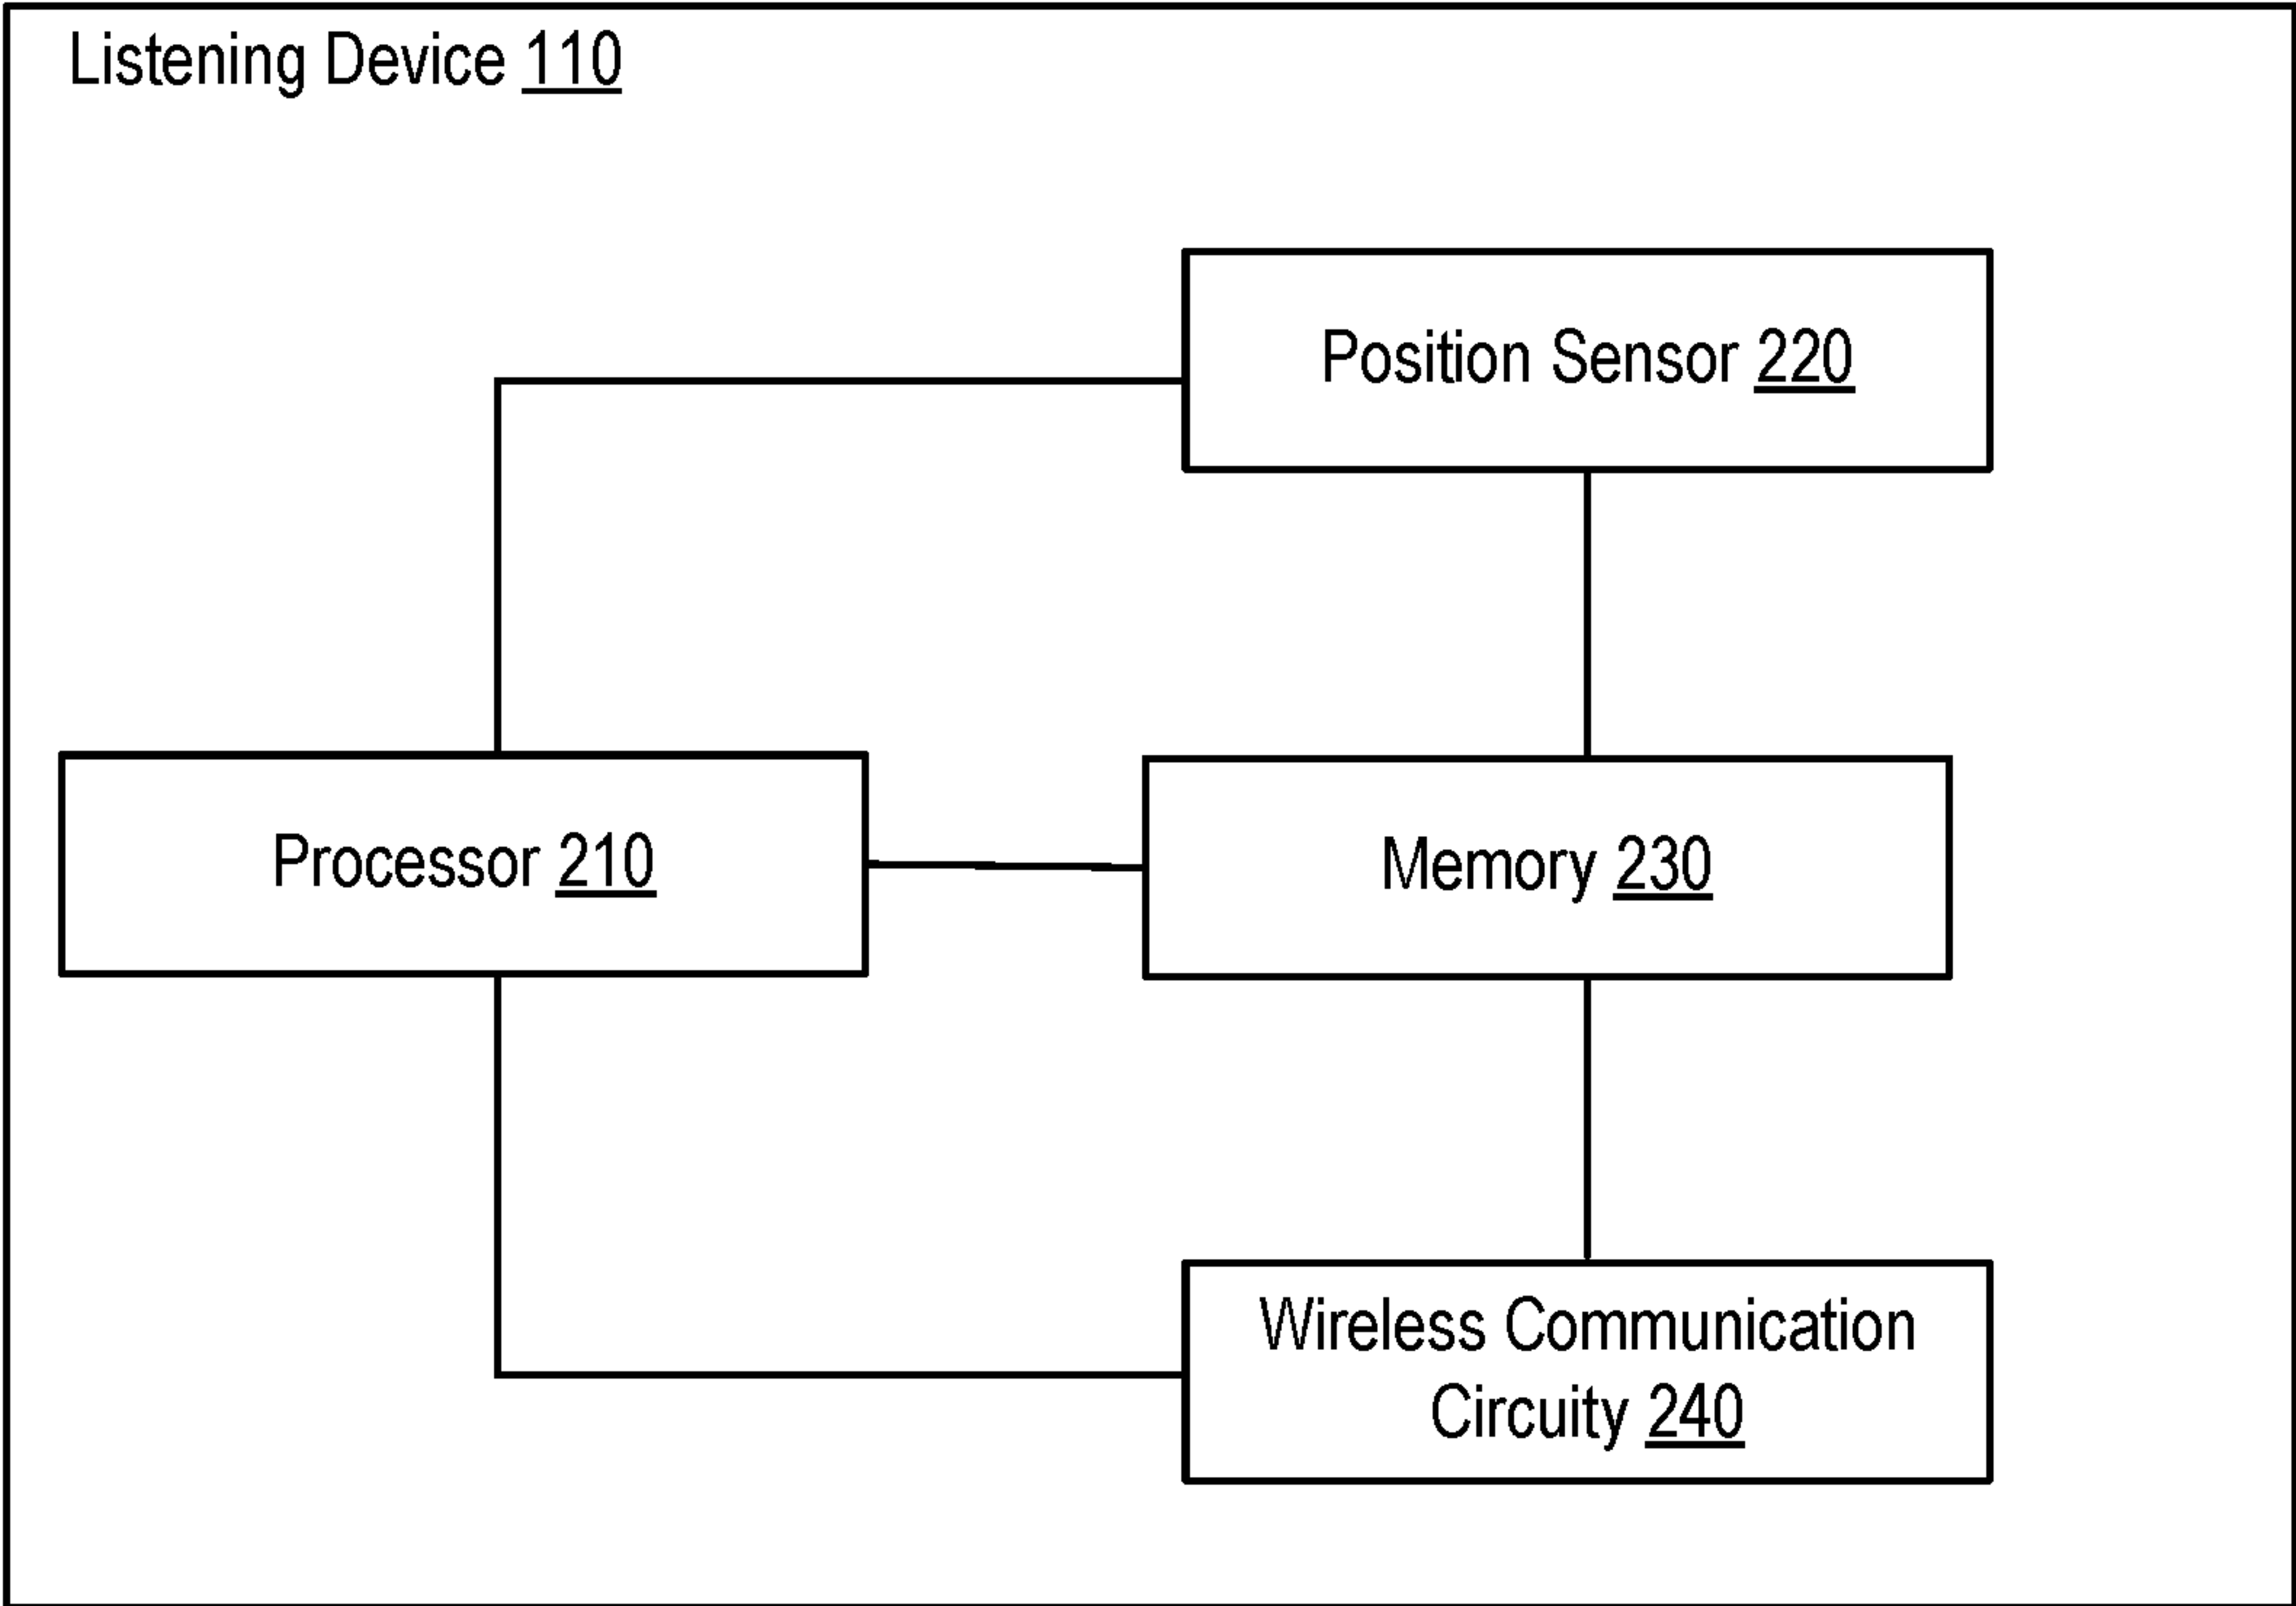 Listening Device 110
Position Sensor 220
Processor 210
Memory 230
Wireless Communication
Circuity 240